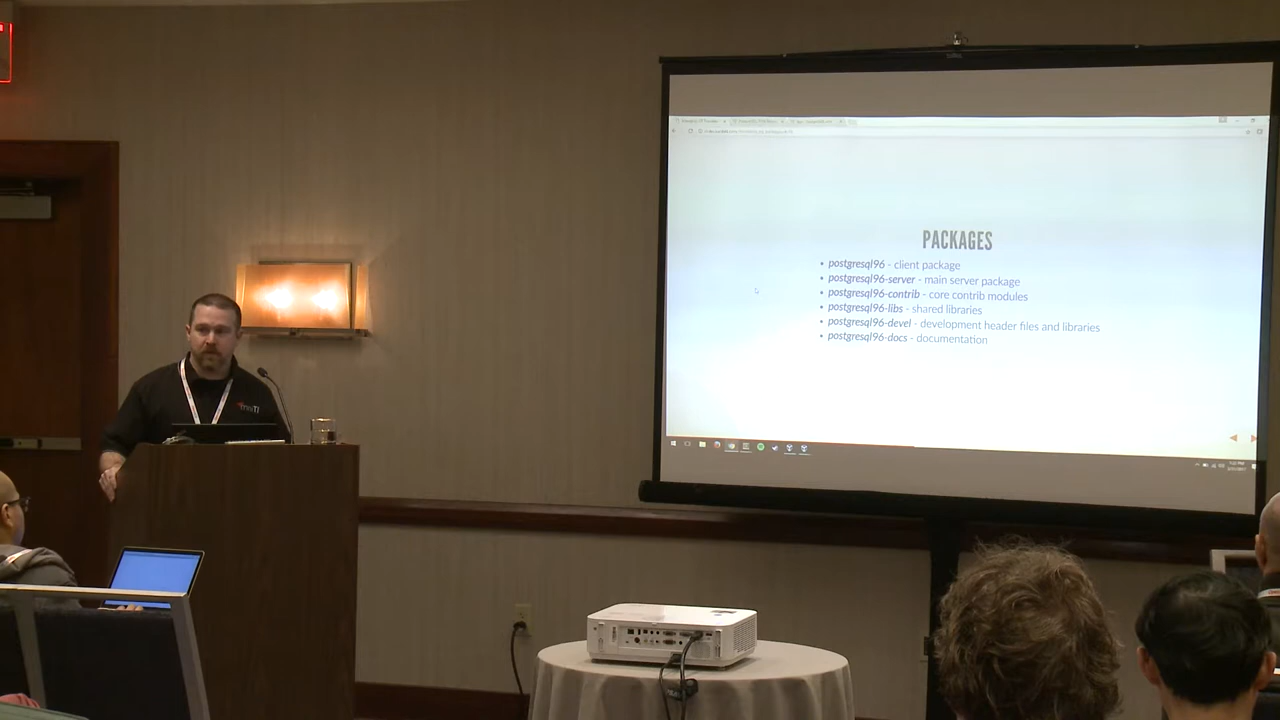 PACKAGES
• postgresql96 - client package
• postgresql96-server - main server package
• postgresql96-contrib - core contrib modules
• postgresql96-libs - shared libraries
• postgresql96-devel - development header files and libraries
• postgresql96-docs - documentation